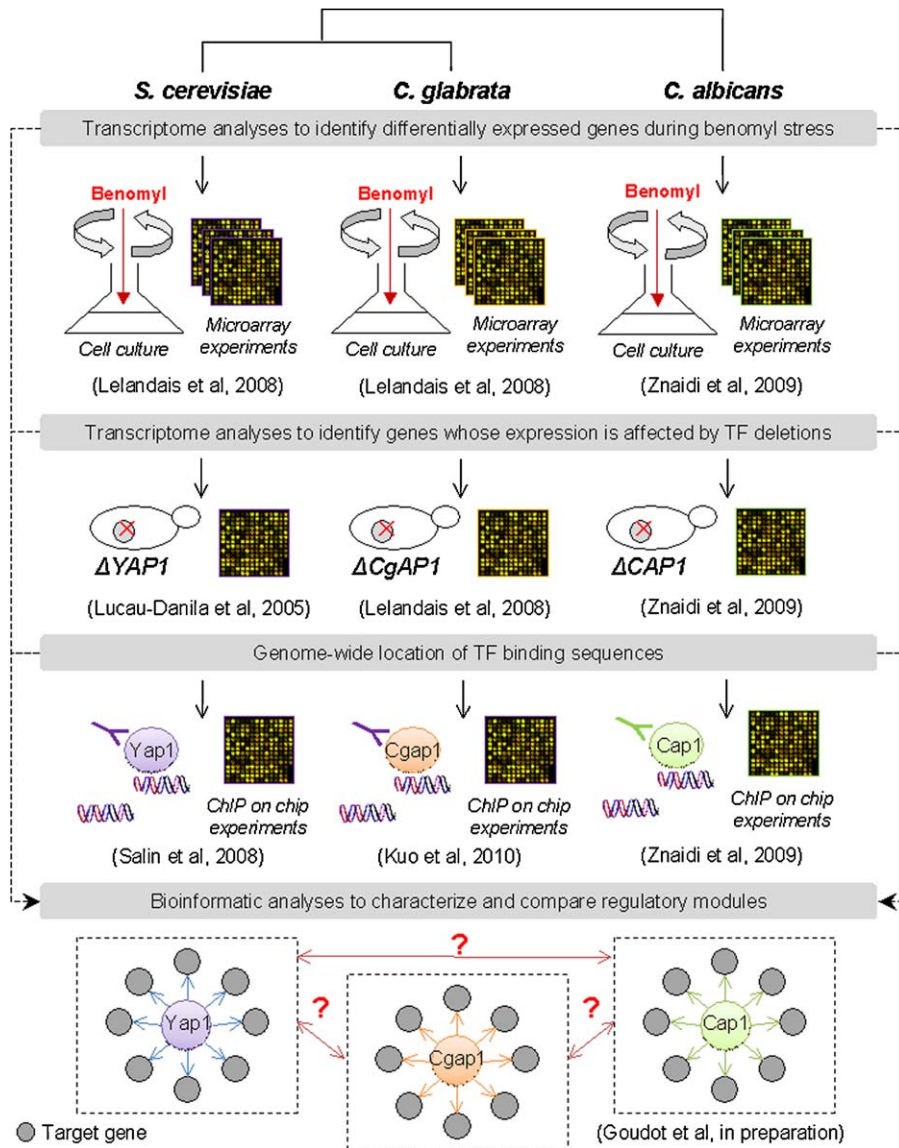 S. cerevisiae C. glabrata C. albicans
Transcriptome analyses to identify differentially expressed genes during benomyl stress
Benomyl Benomyl Benomyl
Cell culture Microarray experiments Cell culture Microarray experiments Cell culture Microarray experiments
(Lelandais et al, 2008) (Lelandais et al, 2008) (Znaidi et al, 2009)
Transcriptome analyses to identify genes whose expression is affected by TF deletions
ΔYAP1 ΔCgAP1 ΔCAP1
(Lucau-Danila et al, 2005) (Lelandais et al, 2008) (Znaidi et al, 2009)
Genome-wide location of TF binding sequences
Yap1 Cgap1 Cap1
ChIP on chip experiments ChIP on chip experiments ChIP on chip experiments
(Salin et al, 2008) (Kuo et al, 2010) (Znaidi et al, 2009)
Bioinformatic analyses to characterize and compare regulatory modules
?
? ?
Yap1 Cgap1 Cap1
Target gene (Goudot et al, in preparation)